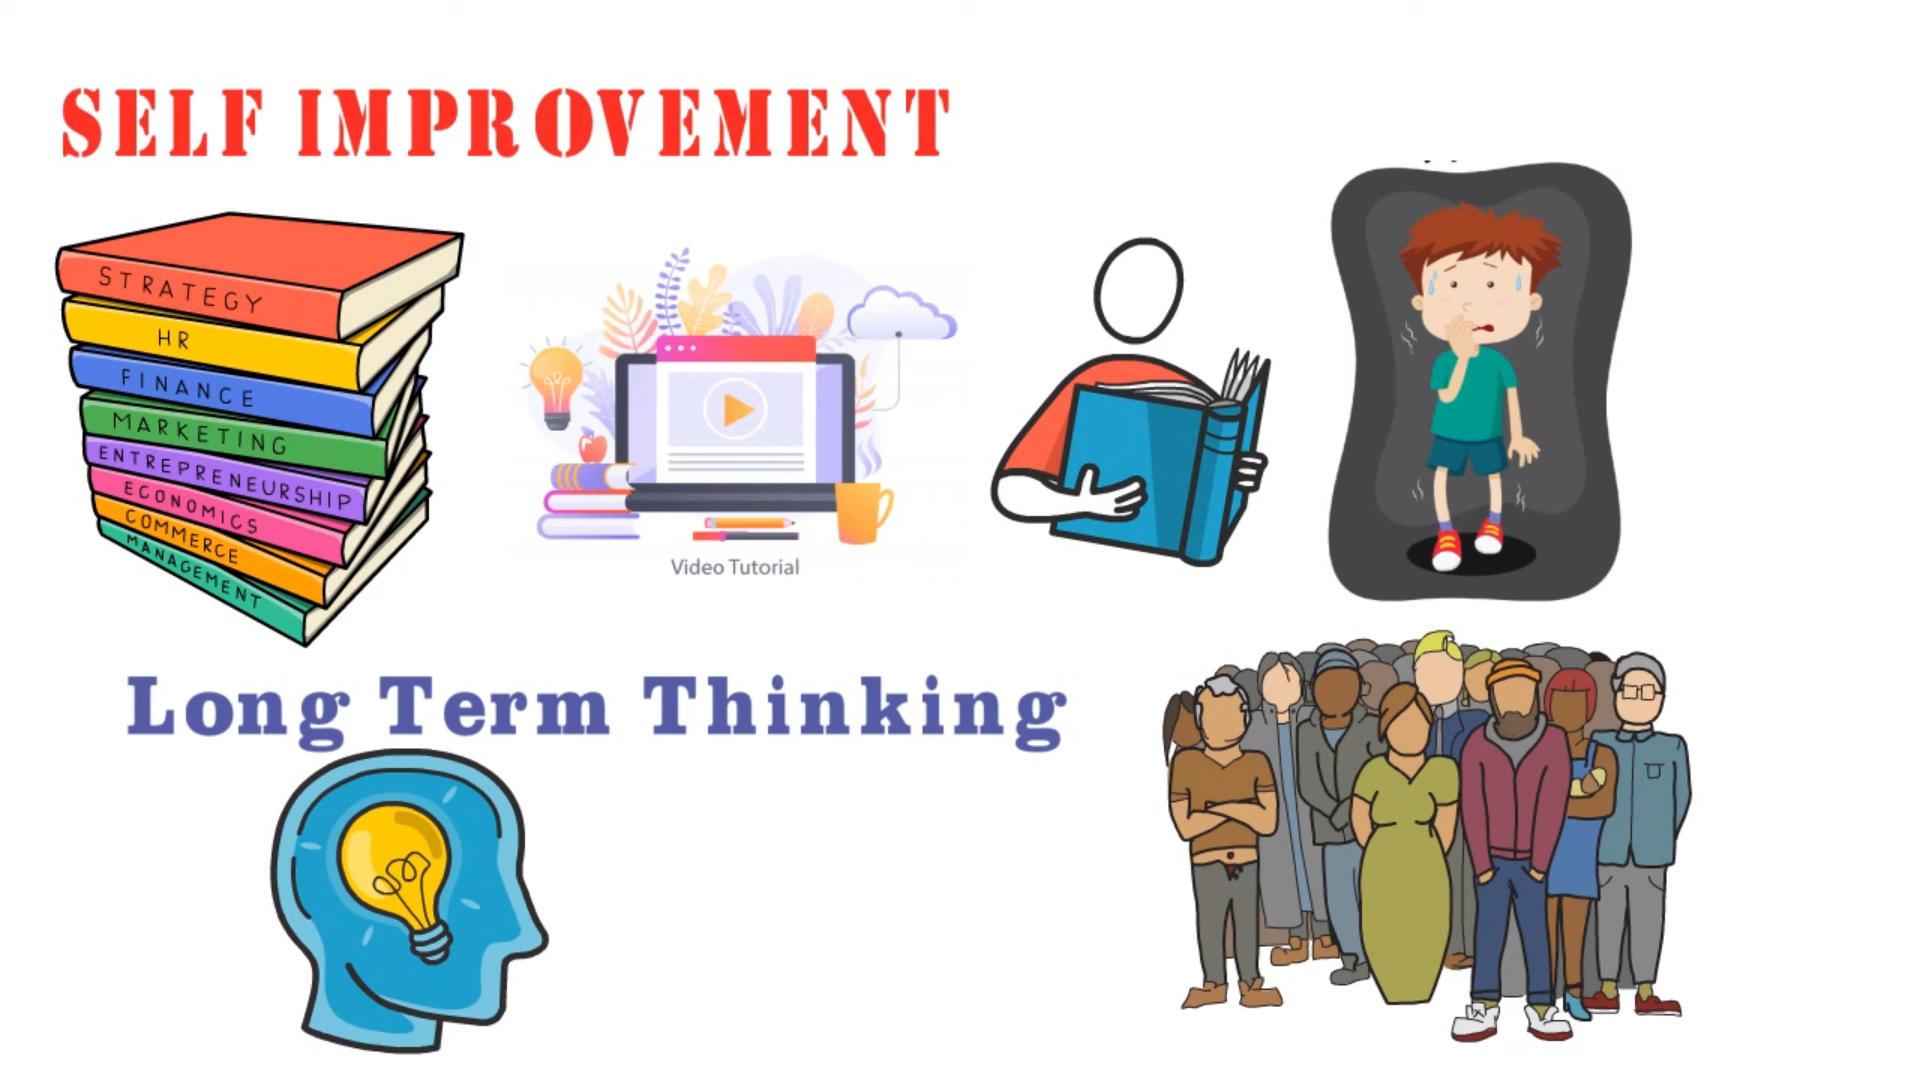 SELF IMPROVEMENT
STRATEGY
HR
FINANCE
MARKETING
ENTREPRENEURSHIP
ECONOMICS
COMMERCE
MANAGEMENT
Video Tutorial
Long Term Thinking